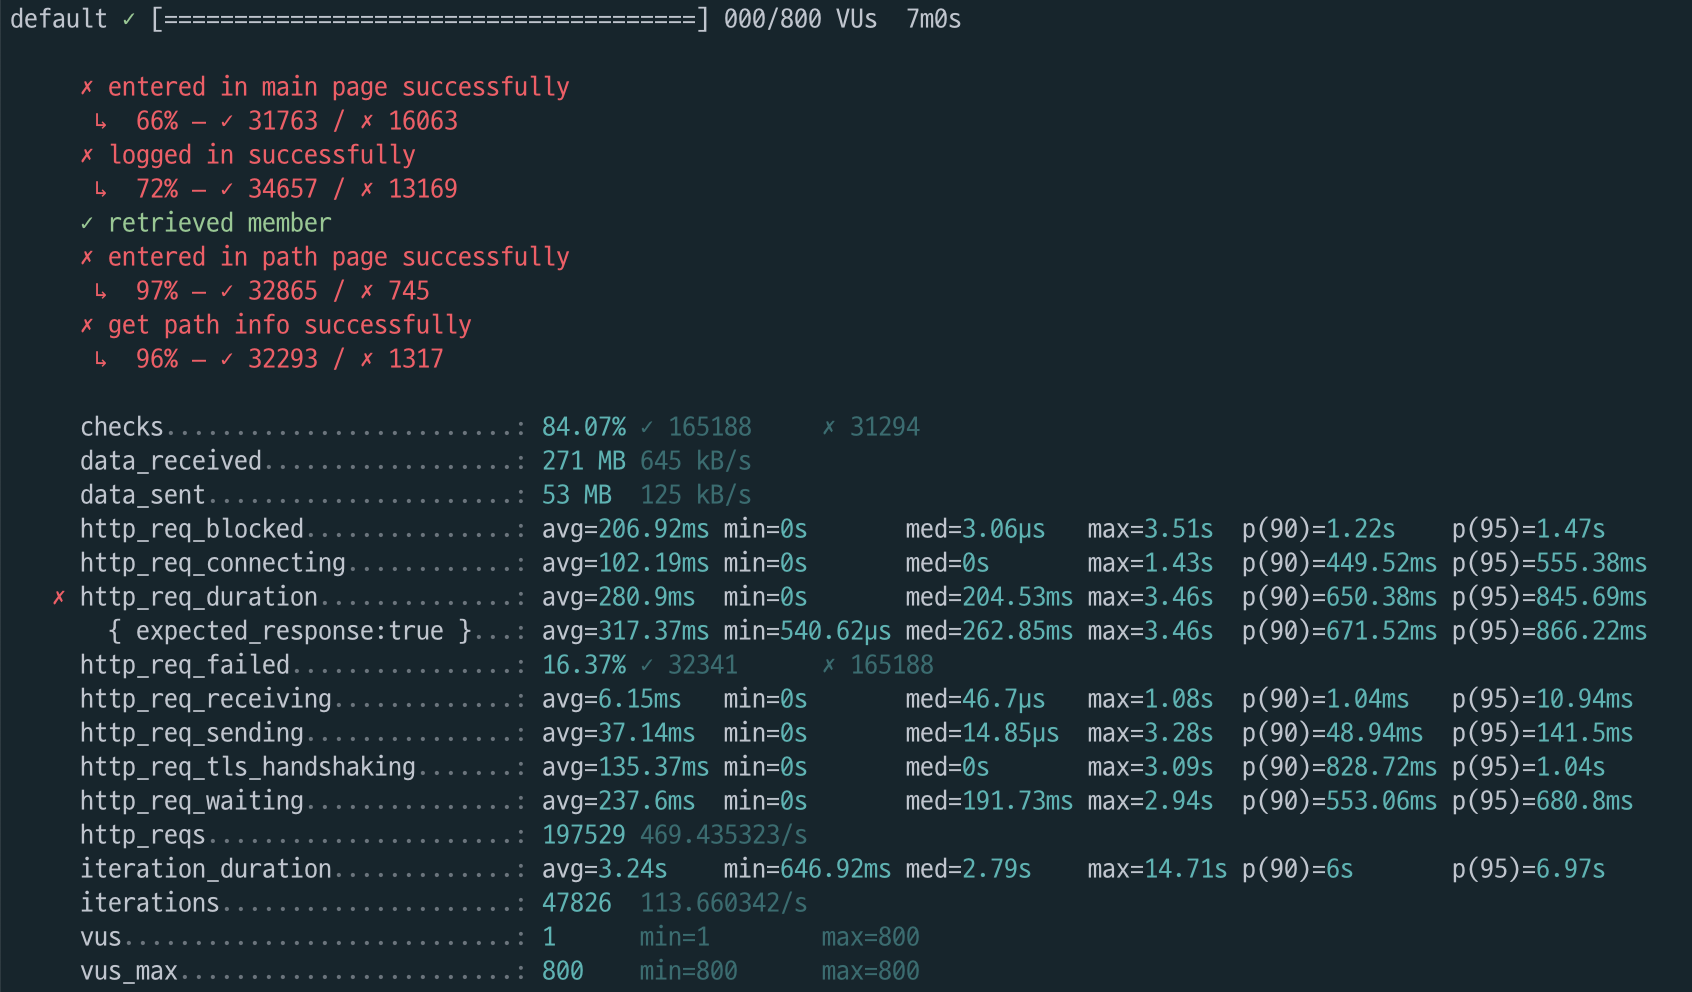 default ✓ [======================================] 000/800 VUs  7m0s
✗ entered in main page successfully
↳  66% — ✓ 31763 / ✗ 16063
✗ logged in successfully
↳  72% — ✓ 34657 / ✗ 13169
✓ retrieved member
✗ entered in path page successfully
↳  97% — ✓ 32865 / ✗ 745
✗ get path info successfully
↳  96% — ✓ 32293 / ✗ 1317
checks.........................: 84.07% ✓ 165188     ✗ 31294
data_received..................: 271 MB 645 kB/s
data_sent......................: 53 MB  125 kB/s
http_req_blocked...............: avg=206.92ms min=0s       med=3.06µs   max=3.51s  p(90)=1.22s    p(95)=1.47s
http_req_connecting............: avg=102.19ms min=0s       med=0s       max=1.43s  p(90)=449.52ms p(95)=555.38ms
✗ http_req_duration..............: avg=280.9ms  min=0s       med=204.53ms max=3.46s  p(90)=650.38ms p(95)=845.69ms
{ expected_response:true }...: avg=317.37ms min=540.62µs med=262.85ms max=3.46s  p(90)=671.52ms p(95)=866.22ms
http_req_failed................: 16.37% ✓ 32341      ✗ 165188
http_req_receiving.............: avg=6.15ms   min=0s       med=46.7µs   max=1.08s  p(90)=1.04ms   p(95)=10.94ms
http_req_sending...............: avg=37.14ms  min=0s       med=14.85µs  max=3.28s  p(90)=48.94ms  p(95)=141.5ms
http_req_tls_handshaking.......: avg=135.37ms min=0s       med=0s       max=3.09s  p(90)=828.72ms p(95)=1.04s
http_req_waiting...............: avg=237.6ms  min=0s       med=191.73ms max=2.94s  p(90)=553.06ms p(95)=680.8ms
http_reqs......................: 197529 469.435323/s
iteration_duration.............: avg=3.24s    min=646.92ms med=2.79s    max=14.71s p(90)=6s       p(95)=6.97s
iterations.....................: 47826  113.660342/s
vus............................: 1      min=1        max=800
vus_max........................: 800    min=800      max=800